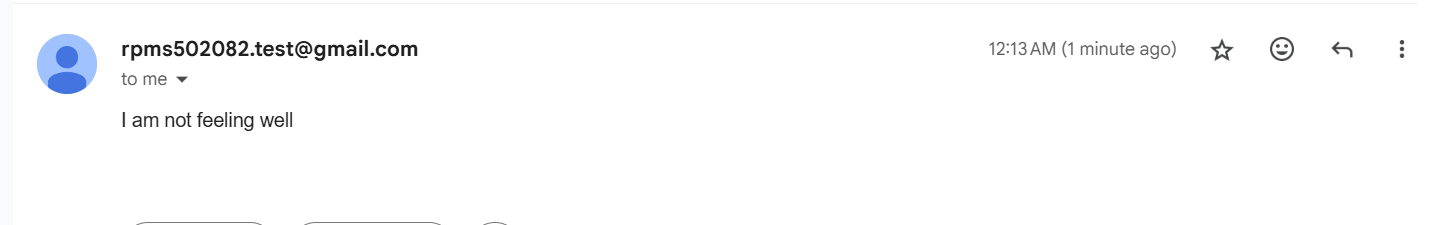 rpms502082.test@gmail.com 12:13 AM (1 minute ago)
to me
I am not feeling well